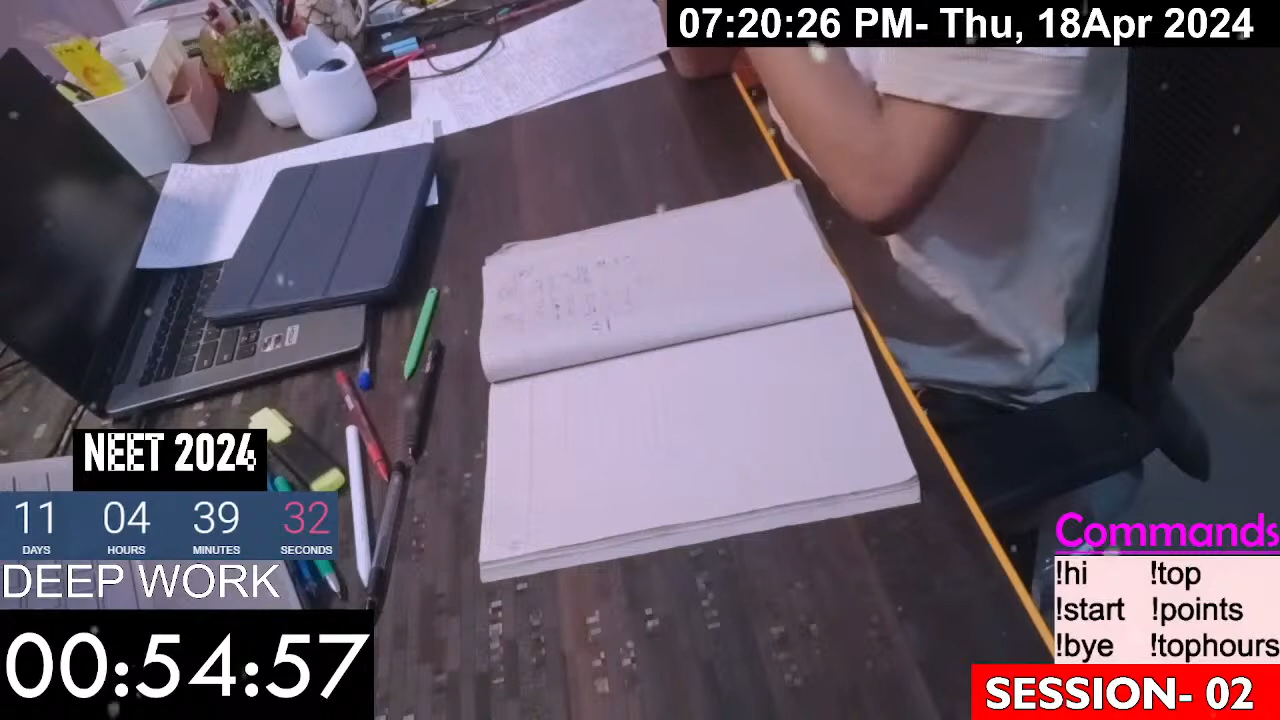 07:20:26 PM- Thu, 18Apr 2024
NEET 2024
11 04 39 32
DAYS HOURS MINUTES SECONDS
DEEP WORK
00:54:57
Commands
!hi !top
!start !points
!bye !tophours
SESSION- 02